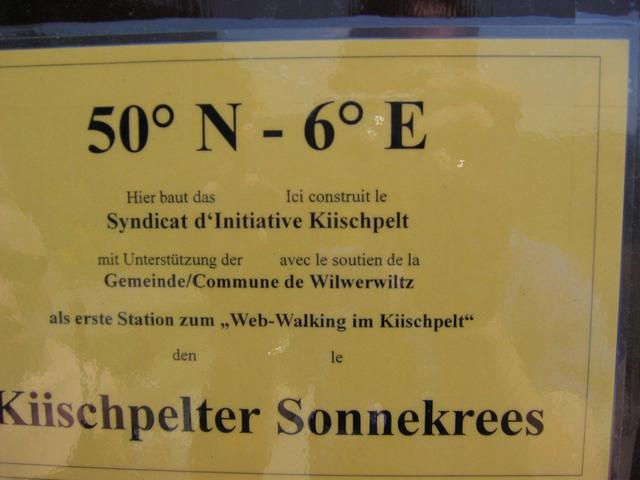 50° N - 6° E
Hier baut das Ici construit le
Syndicat d‘Initiative Kiischpelt
mit Unterstützung der avec le soutien de la
Gemeinde/Commune de Wilwerwiltz
als erste Station zum „Web-Walking im Kiischpelt“
den le
Kiischpelter Sonnekrees